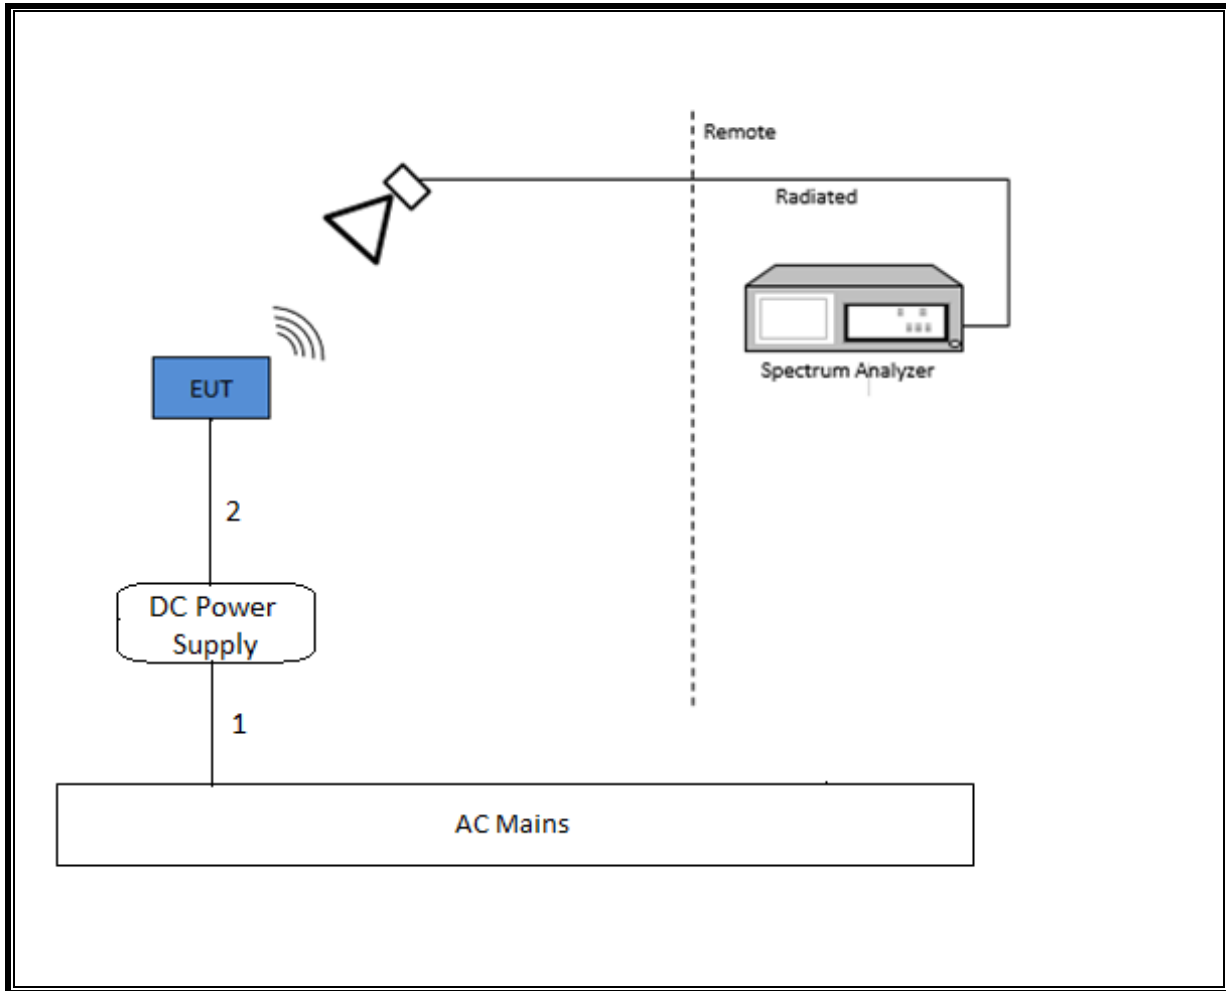 Remote
Radiated
Spectrum Analyzer
EUT
2
DC Power
Supply
1
AC Mains